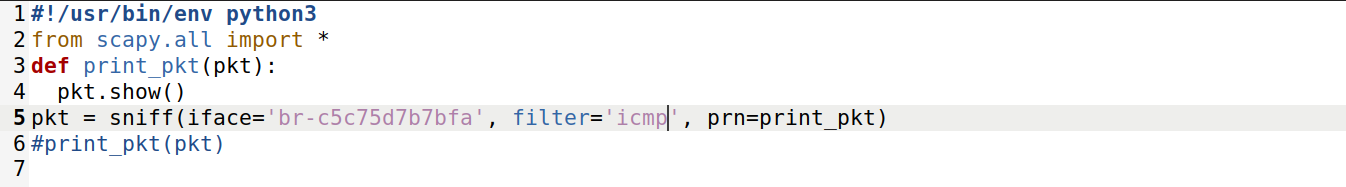 1 #!/usr/bin/env python3
2 from scapy.all import *
3 def print_pkt(pkt):
4   pkt.show()
5 pkt = sniff(iface='br-c5c75d7b7bfa', filter='icmp', prn=print_pkt)
6 #print_pkt(pkt)
7